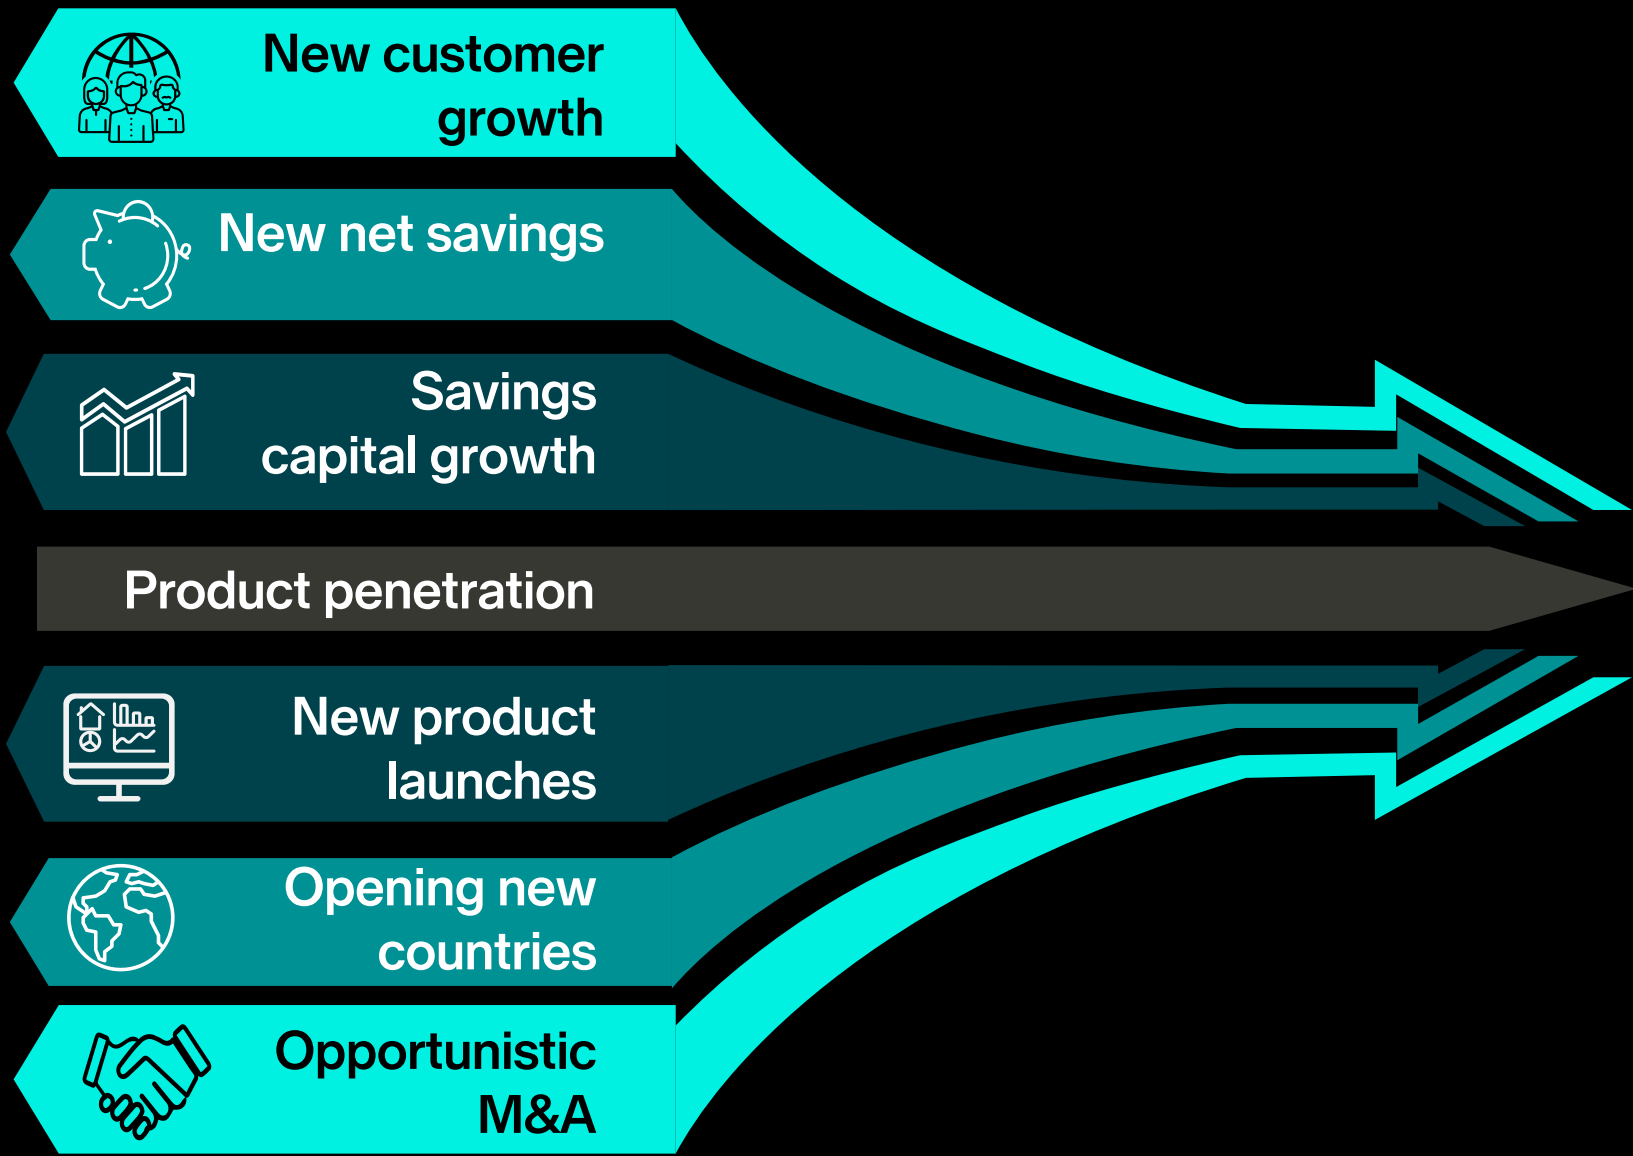 New customer
growth
New net savings
Savings
capital growth
Product penetration
New product
launches
Opening new
countries
Opportunistic
M&A